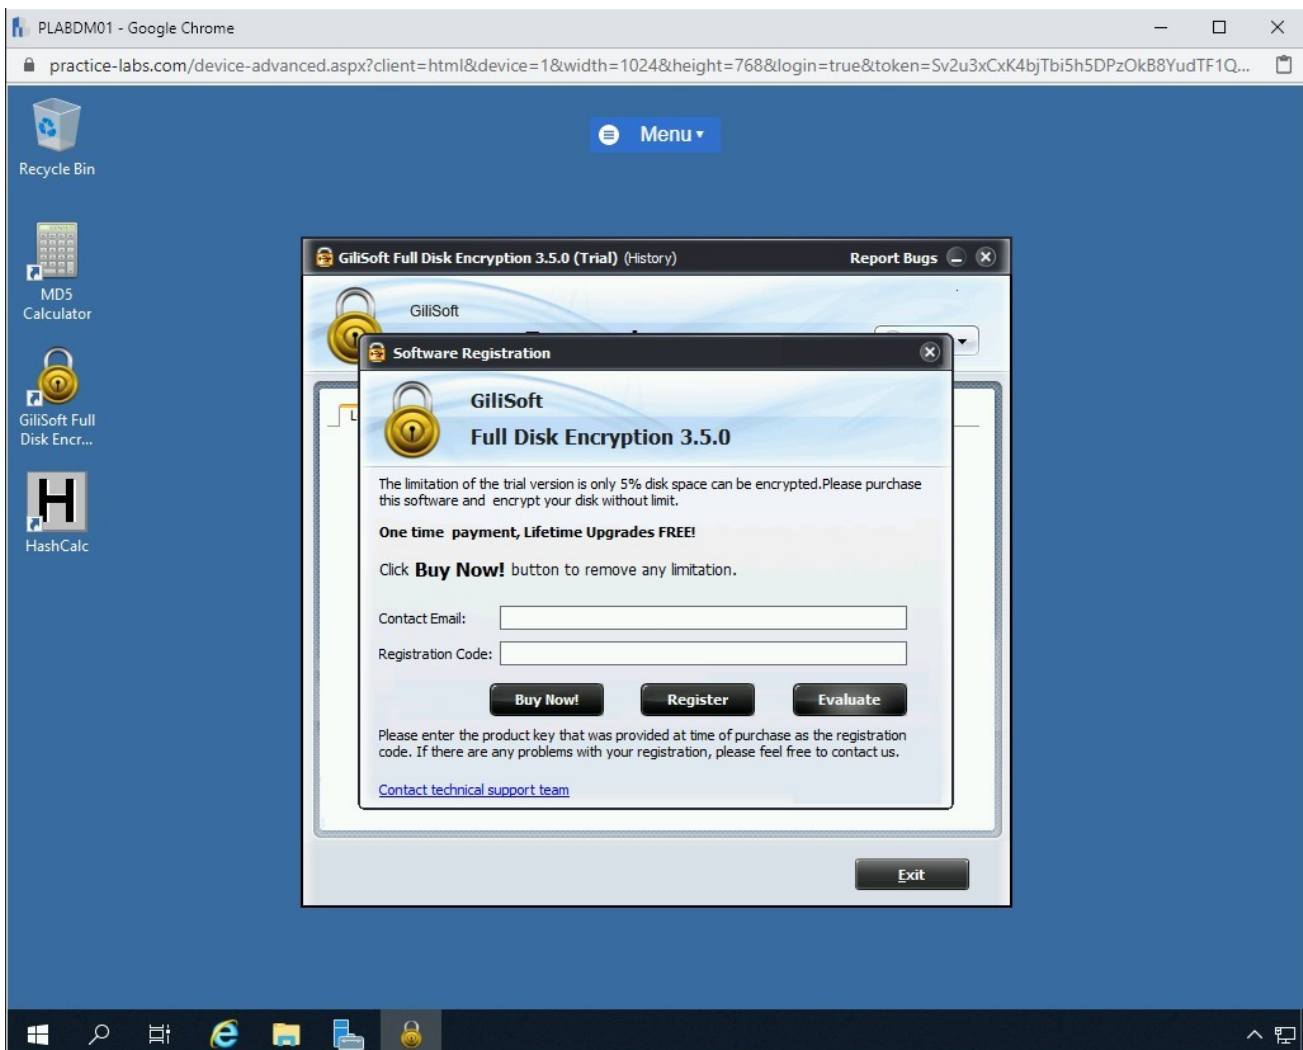 PLABDM01 - Google Chrome
practice-labs.com/device-advanced.aspx?client=html&device=1&width=1024&height=768&login=true&token=Sv2u3xCxK4bjTbi5h5DPzOkB8YudTF1Q...
Menu
Recycle Bin
MD5
Calculator
GiliSoft Full
Disk Encr...
HashCalc
GiliSoft Full Disk Encryption 3.5.0 (Trial) (History)
Report Bugs
GiliSoft
Software Registration
GiliSoft
Full Disk Encryption 3.5.0
The limitation of the trial version is only 5% disk space can be encrypted.Please purchase
this software and encrypt your disk without limit.
One time payment, Lifetime Upgrades FREE!
Click Buy Now! button to remove any limitation.
Contact Email:
Registration Code:
Buy Now!
Register
Evaluate
Please enter the product key that was provided at time of purchase as the registration
code. If there are any problems with your registration, please feel free to contact us.
Contact technical support team
Exit